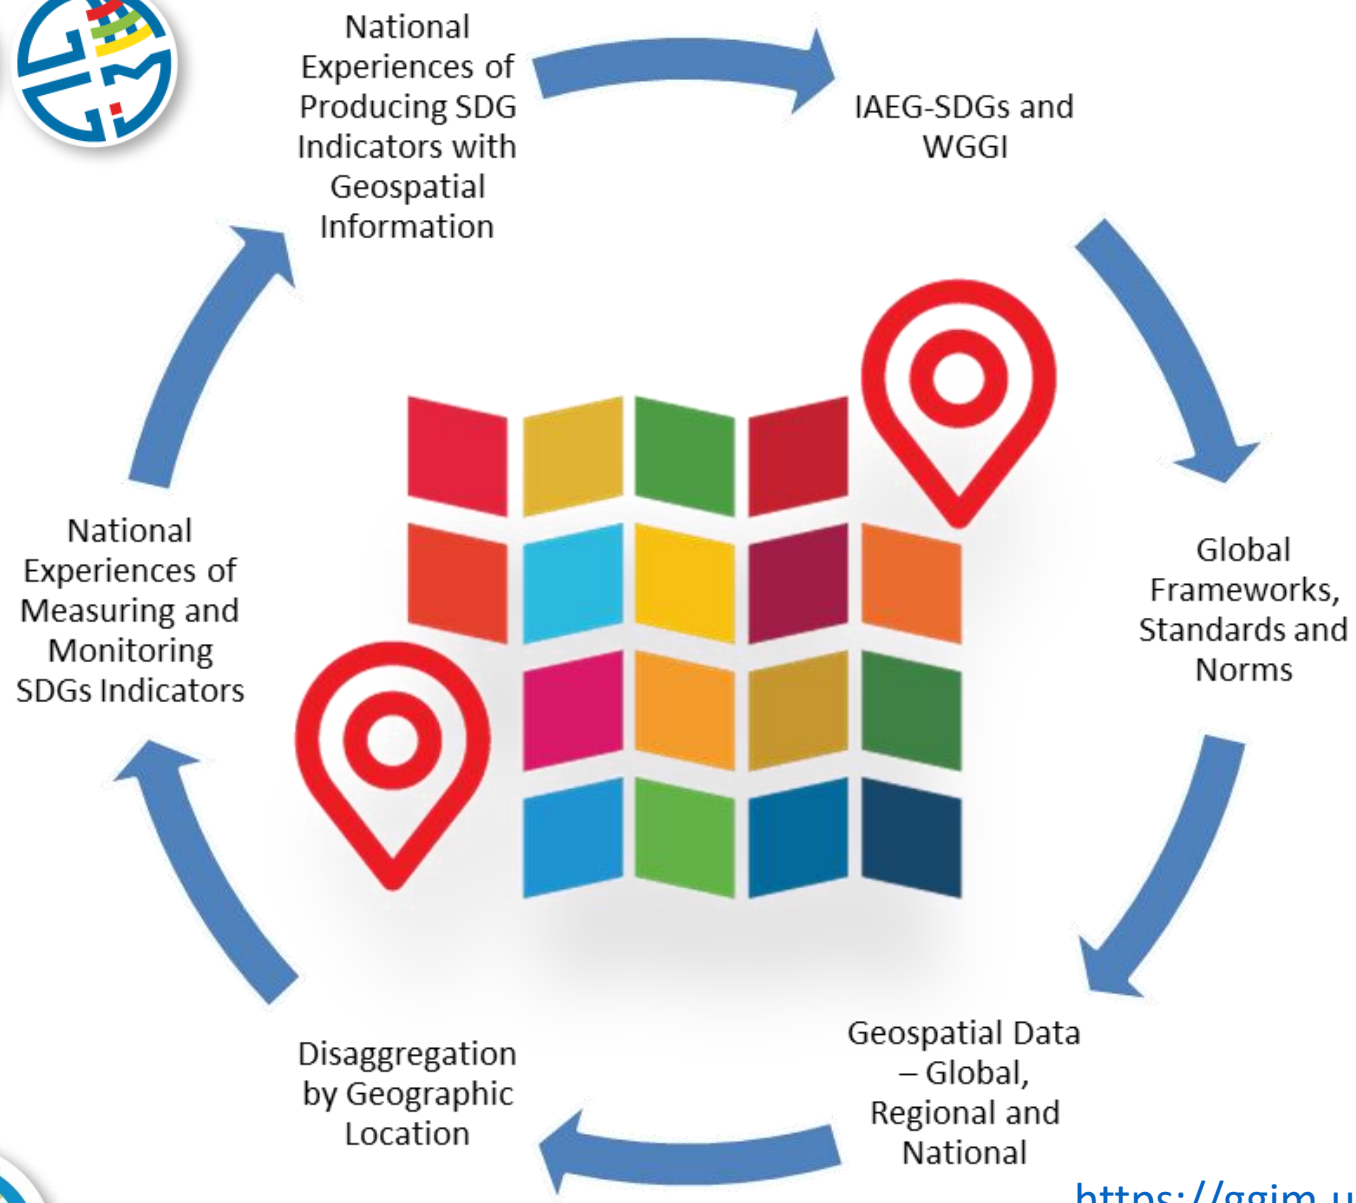 National
Experiences of
Producing SDG
Indicators with
Geospatial
Information
IAEG-SDGs and
WGGI
Global
Frameworks,
Standards and
Norms
Geospatial Data
– Global,
Regional and
National
Disaggregation
by Geographic
Location
National
Experiences of
Measuring and
Monitoring
SDGs Indicators